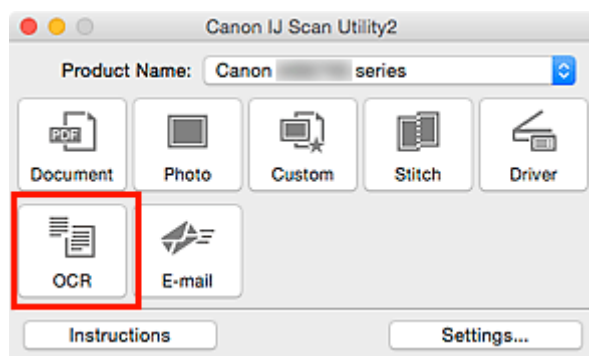 Canon IJ Scan Utility2
Product Name: Canon series
PDF
Document Photo Custom Stitch Driver
OCR E-mail
Instructions Settings...